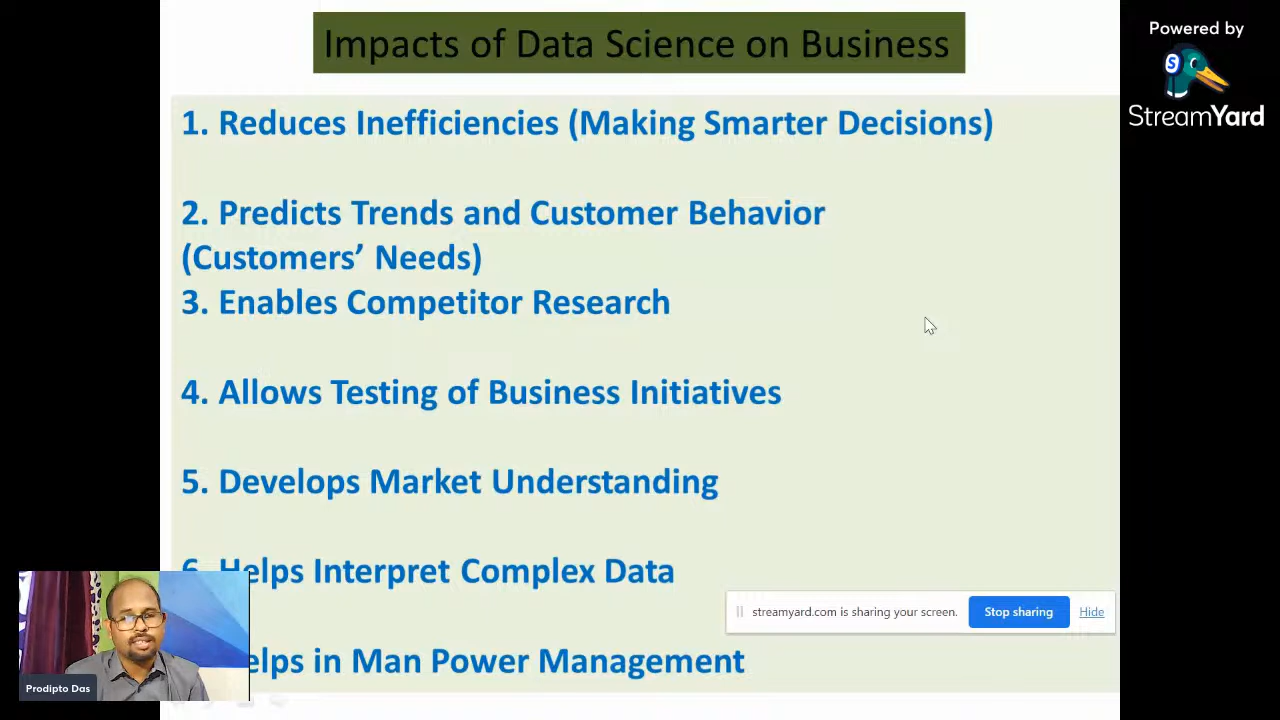 Impacts of Data Science on Business
Powered by
StreamYard
1. Reduces Inefficiencies (Making Smarter Decisions)
2. Predicts Trends and Customer Behavior
(Customers’ Needs)
3. Enables Competitor Research
4. Allows Testing of Business Initiatives
5. Develops Market Understanding
6. Helps Interpret Complex Data
elps in Man Power Management
streamyard.com is sharing your screen.
Stop sharing
Hide
Prodipto Das